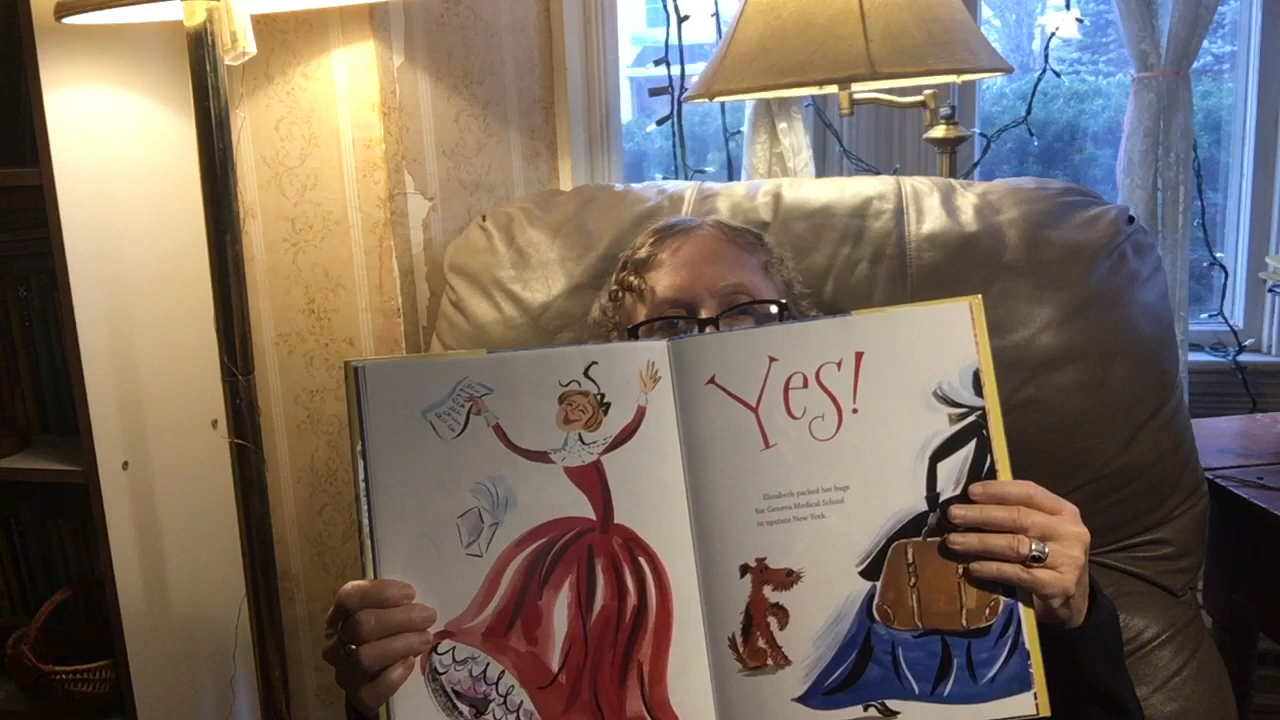 Yes!
Elizabeth packed her bags
for Geneva Medical School
in upstate New York.